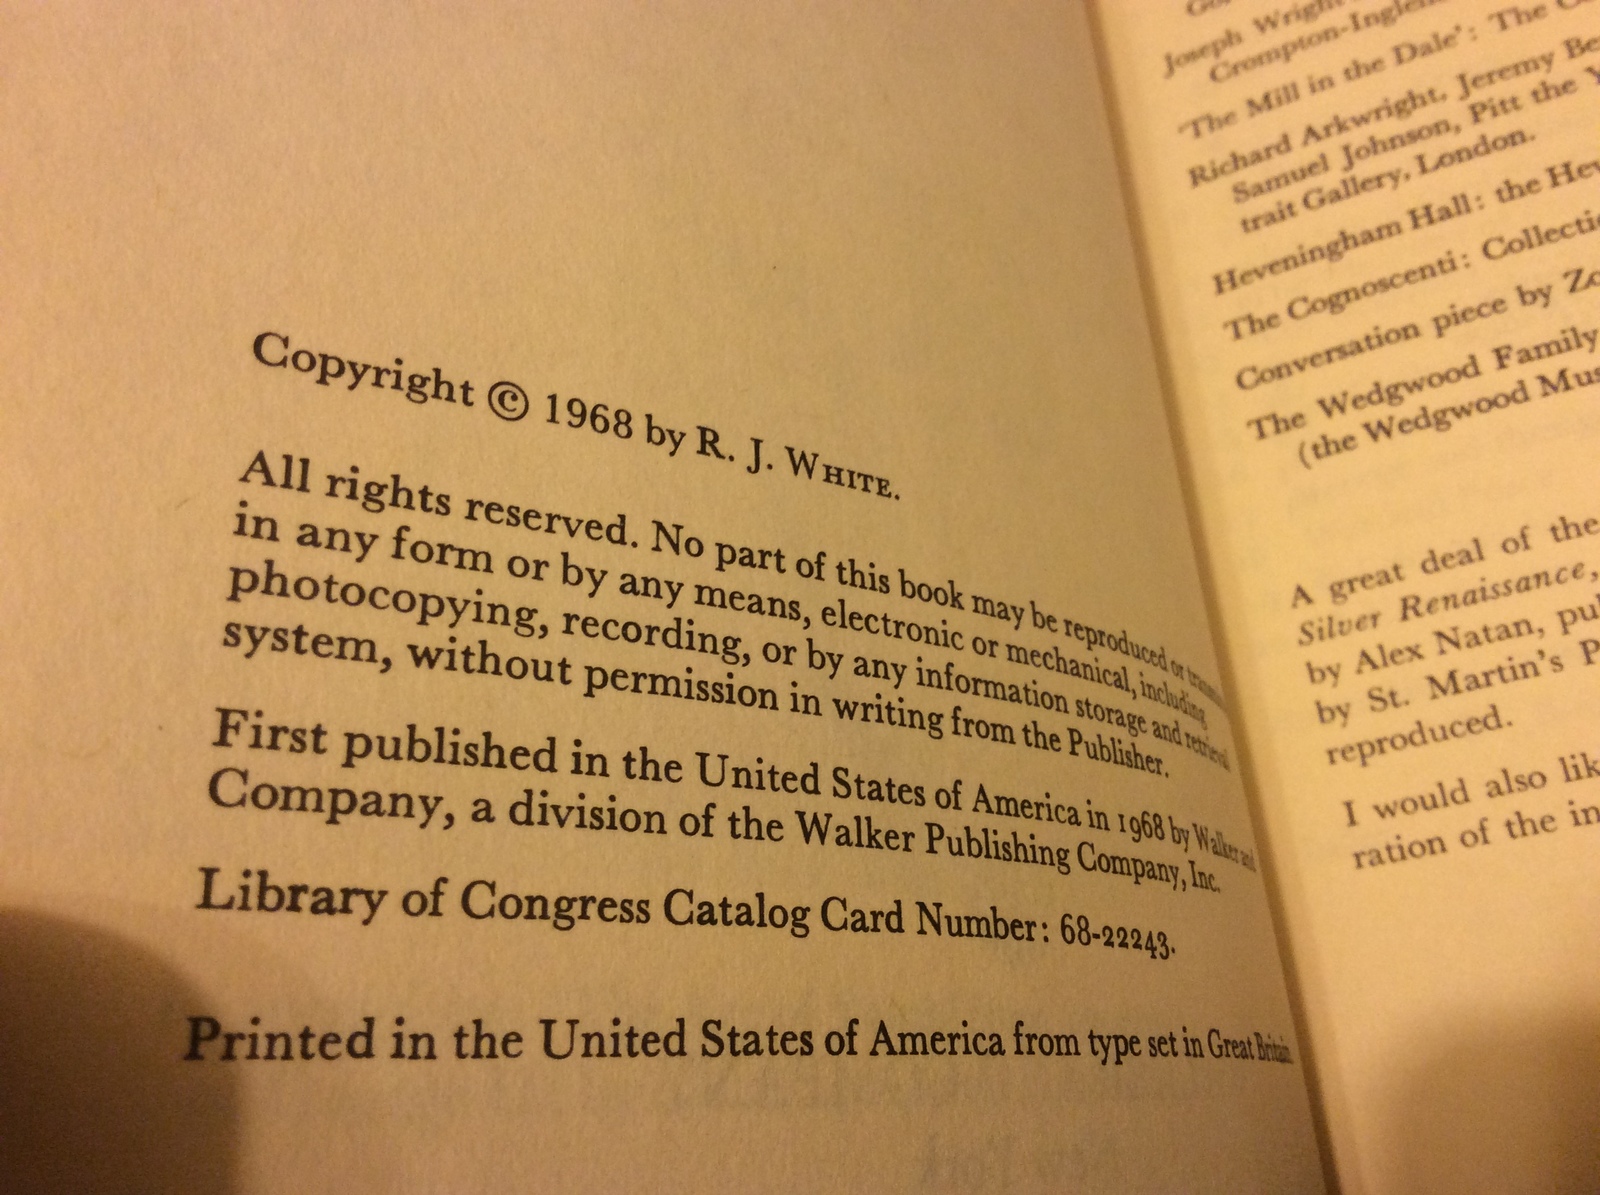 Copyright © 1968 by R. J. WHITE.
All rights reserved. No part of this book may be reproduced or
in any form or by any means, electronic or mechanical, including
photocopying, recording, or by any information storage and retrieval
system, without permission in writing from the Publisher.
First published in the United States of America in 1968 by Walker and
Company, a division of the Walker Publishing Company, Inc.
Library of Congress Catalog Card Number: 68-22243.
Printed in the United States of America from type set in Great Britain.
Joseph Wright
Crompton-Ingle
'The Mill in the Dale': The
Richard Arkwright, Jeremy Be
Samuel Johnson, Pitt the Y
trait Gallery, London.
Heveningham Hall: the Hev
The Cognoscenti: Collecti
Conversation piece by Zo
The Wedgwood Family
(the Wedgwood Mus
A great deal of the
Silver Renaissance,
by Alex Natan, pu
by St. Martin's P
reproduced.
I would also lik
ration of the in